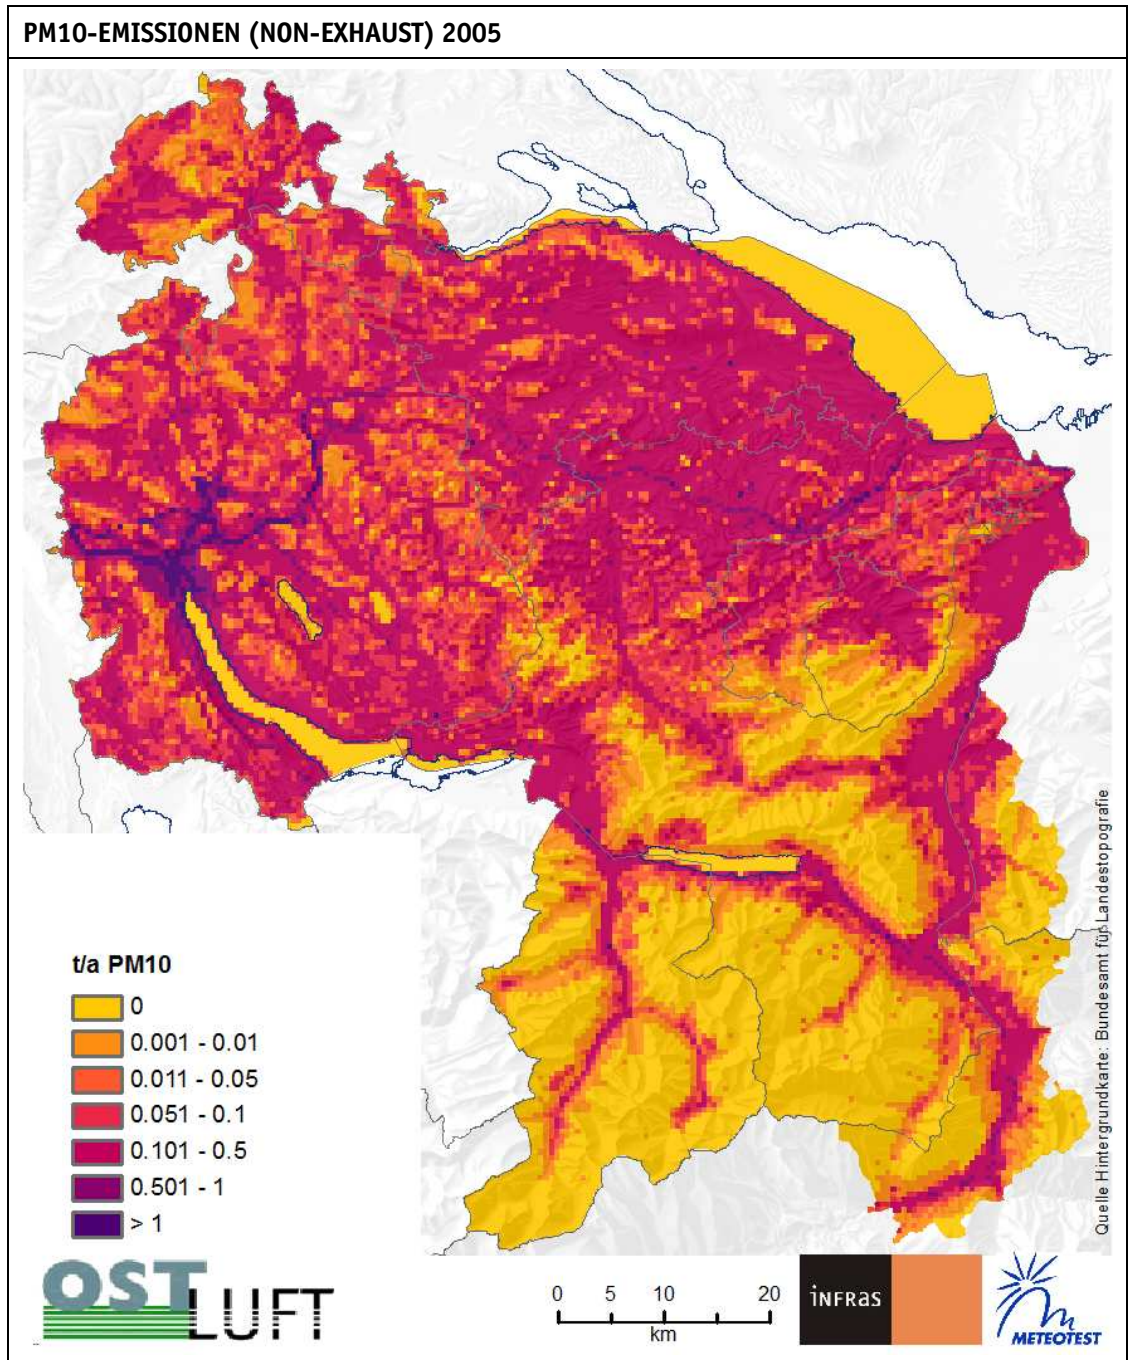 PM10-EMISSIONEN (NON-EXHAUST) 2005
Quelle Hintergrundkarte: Bundesamt für Landestopografie
t/a PM10
0
0.001 - 0.01
0.011 - 0.05
0.051 - 0.1
0.101 - 0.5
0.501 - 1
> 1
OST
LUFT
0 5 10 20
km
iNFRas
METEOTEST